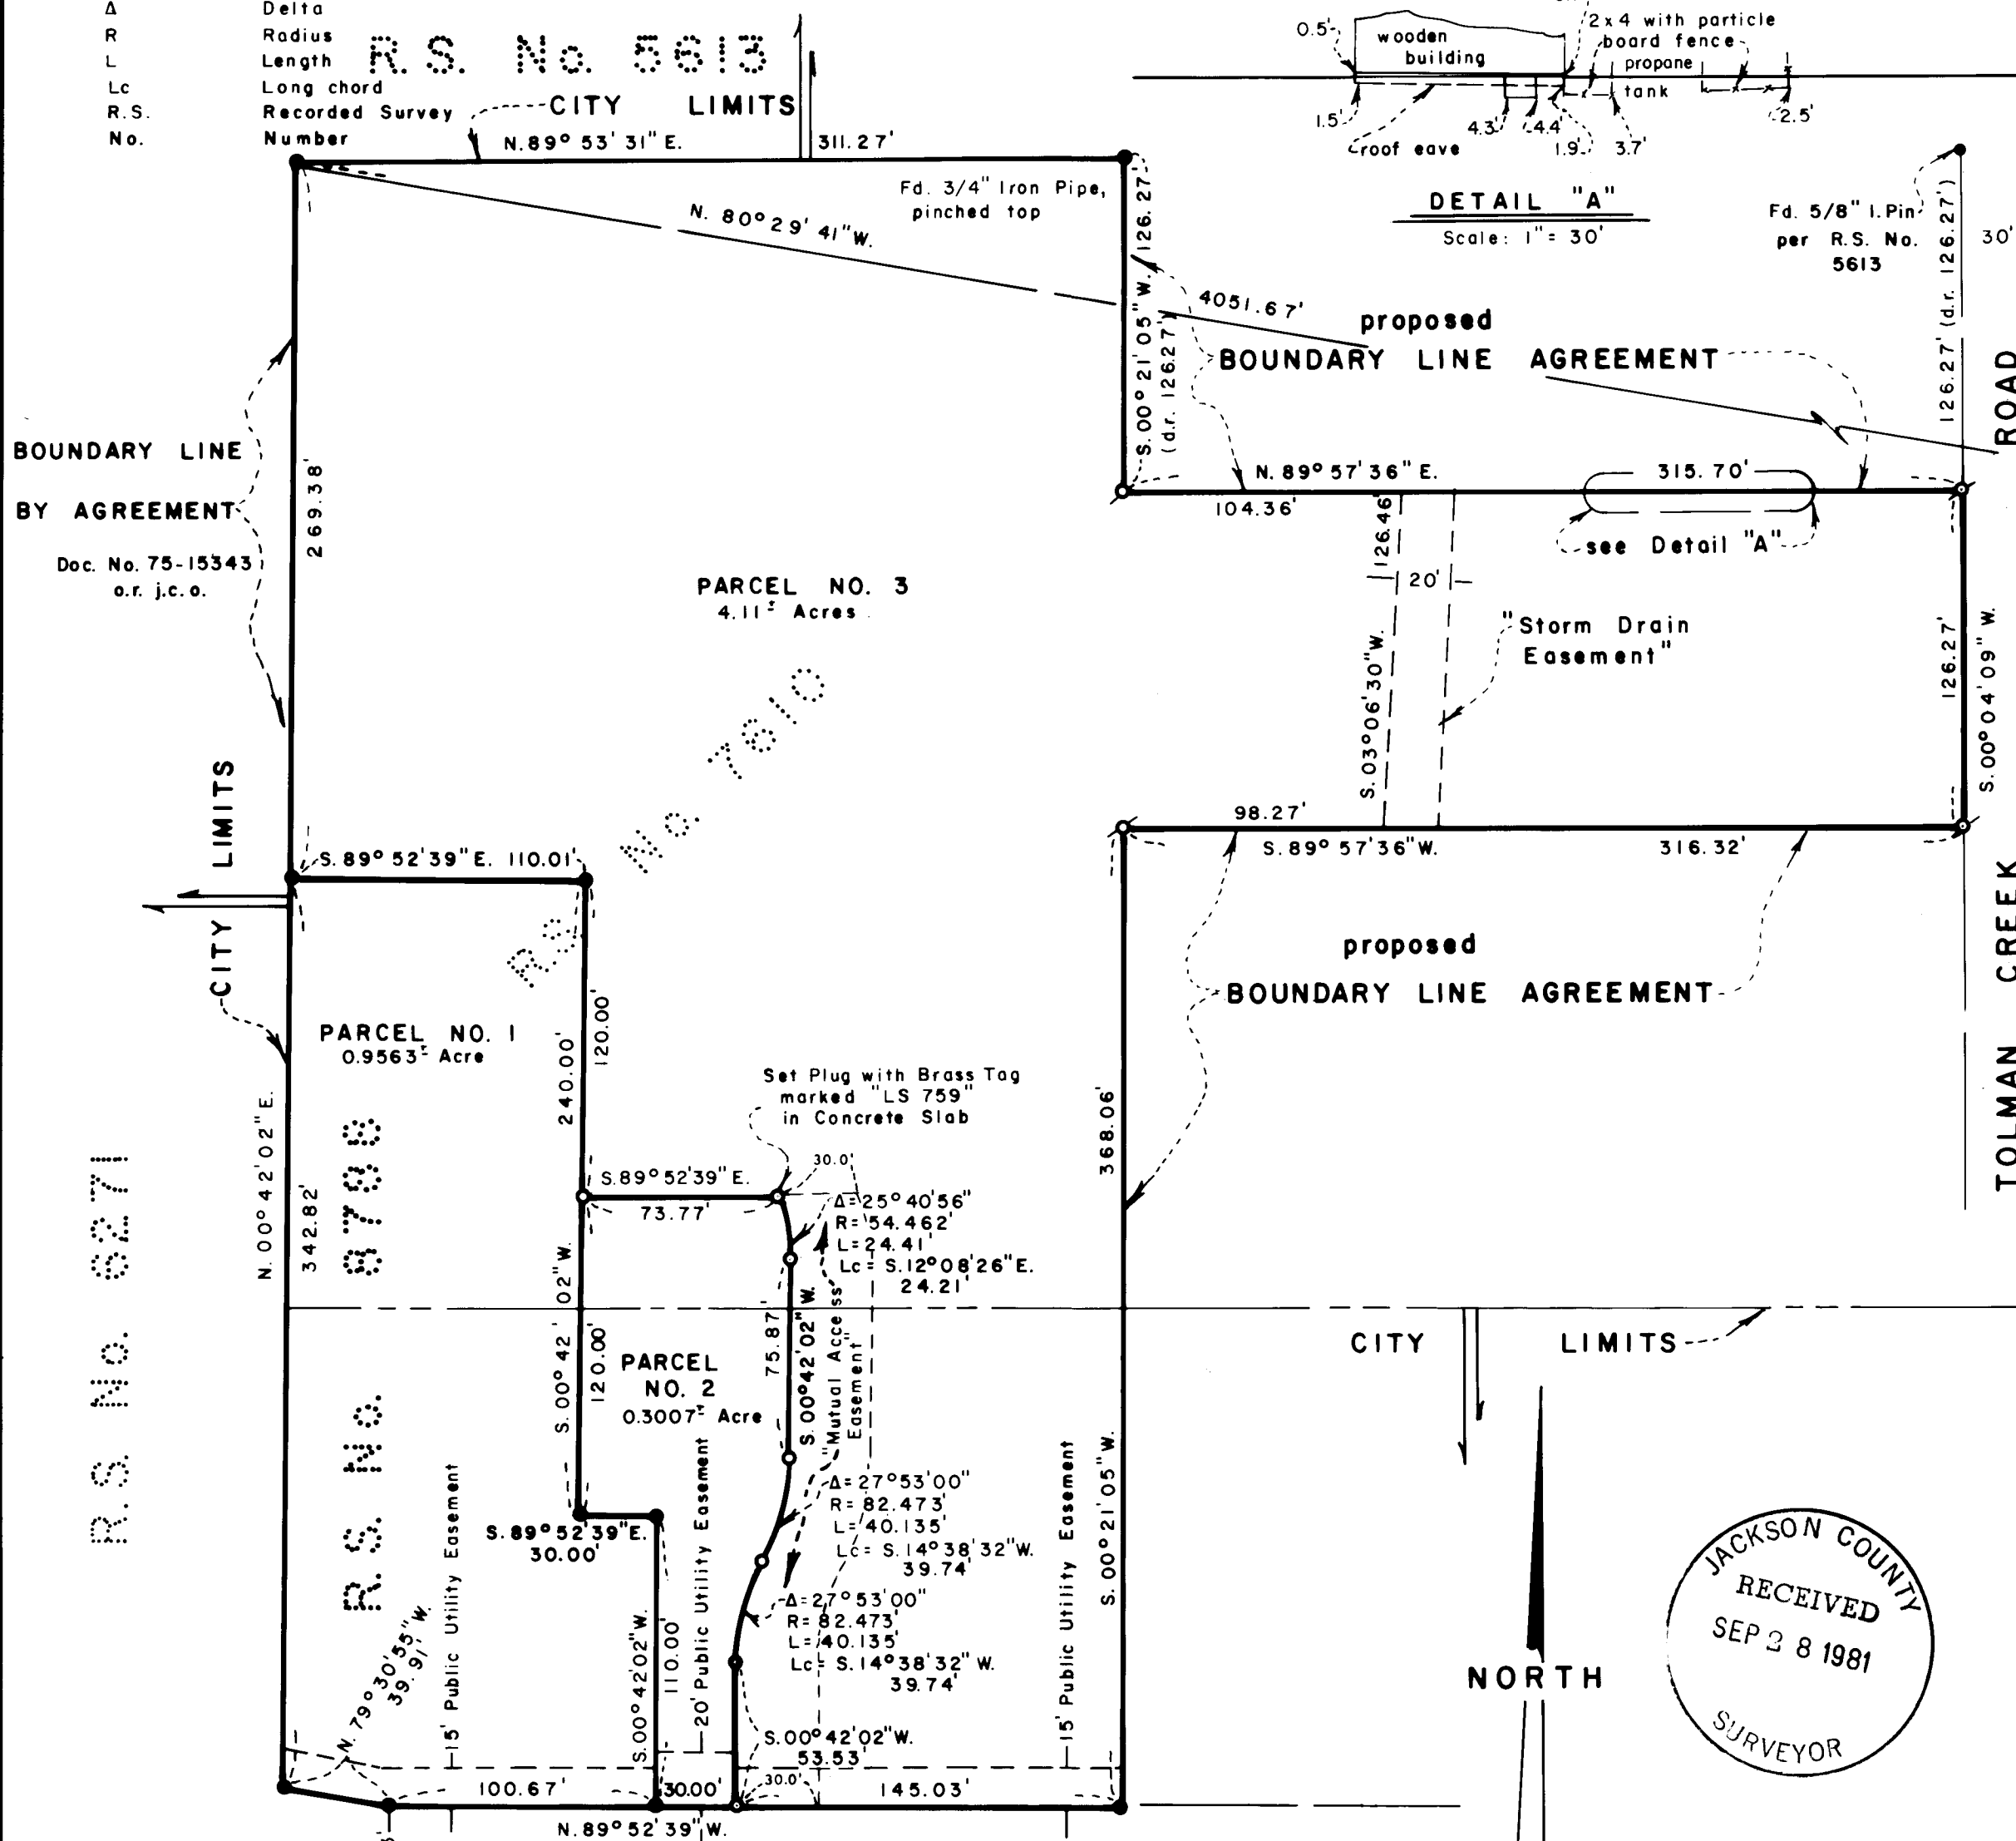 Δ Delta
R Radius
L Length
Lc Long chord
R.S. Recorded Survey
No. Number
R.S. No. 5613
CITY LIMITS
N.89° 53' 31" E. 311.27'
0.5'
wooden
building
2 x 4 with particle
board fence
propane
tank
1.5'
roof eave
4.3'
4.4'
1.9'
3.7'
2.5'
DETAIL "A"
Scale: 1" = 30'
Fd. 3/4" Iron Pipe,
pinched top
Fd. 5/8" I.Pin
per R.S. No.
5613
126.27' (d.r. 126.27')
30'
N. 80° 29' 41" W.
4051.67'
S.00° 21' 05" W. 126.27'
(d.r. 126.27')
proposed
BOUNDARY LINE AGREEMENT
ROAD
BOUNDARY LINE
BY AGREEMENT
Doc. No. 75-15343
o.r. j.c.o.
269.38'
N. 89° 57' 36" E.
315.70'
104.36'
see Detail "A"
126.46'
20'
S.03°06'30"W.
"Storm Drain
Easement"
126.27'
S.00°04'09" W.
PARCEL NO. 3
4.11± Acres
R.S. No. 7610
98.27'
S.89° 57' 36"W.
316.32'
CITY LIMITS
S.89° 52'39"E. 110.01'
proposed
BOUNDARY LINE AGREEMENT
TOLMAN CREEK
PARCEL NO. 1
0.9563± Acre
240.00'
120.00'
Set Plug with Brass Tag
marked "LS 759"
in Concrete Slab
368.06'
R.S. No. 6271
N. 00° 42' 02" E.
342.82'
R.S. No. 8788
S.89° 52'39" E.
73.77'
30.0'
Δ= 25° 40' 56"
R= 54.462'
L= 24.41'
Lc = S.12°08'26"E.
24.21'
S.00° 42' 02" W.
120.00'
PARCEL
NO. 2
0.3007± Acre
75.87'
S.00°42'02" W.
"Mutual Access
Easement"
CITY LIMITS
Δ= 27° 53' 00"
R= 82.473'
L= 40.135'
Lc= S.14°38'32"W.
39.74'
S.89°52'39"E.
30.00'
15' Public Utility Easement
20' Public Utility Easement
15' Public Utility Easement
S.00° 21' 05" W.
Δ= 27° 53' 00"
R= 82.473'
L= 40.135'
Lc= S.14°38'32" W.
39.74'
N. 79° 30' 55" W.
39.91'
S.00°42'02"W.
110.00'
S.00° 42' 02"W.
53.53'
100.67'
30.00'
30.0'
145.03'
N.89° 52' 39" W.
NORTH
JACKSON COUNTY
RECEIVED
SEP 28 1981
SURVEYOR